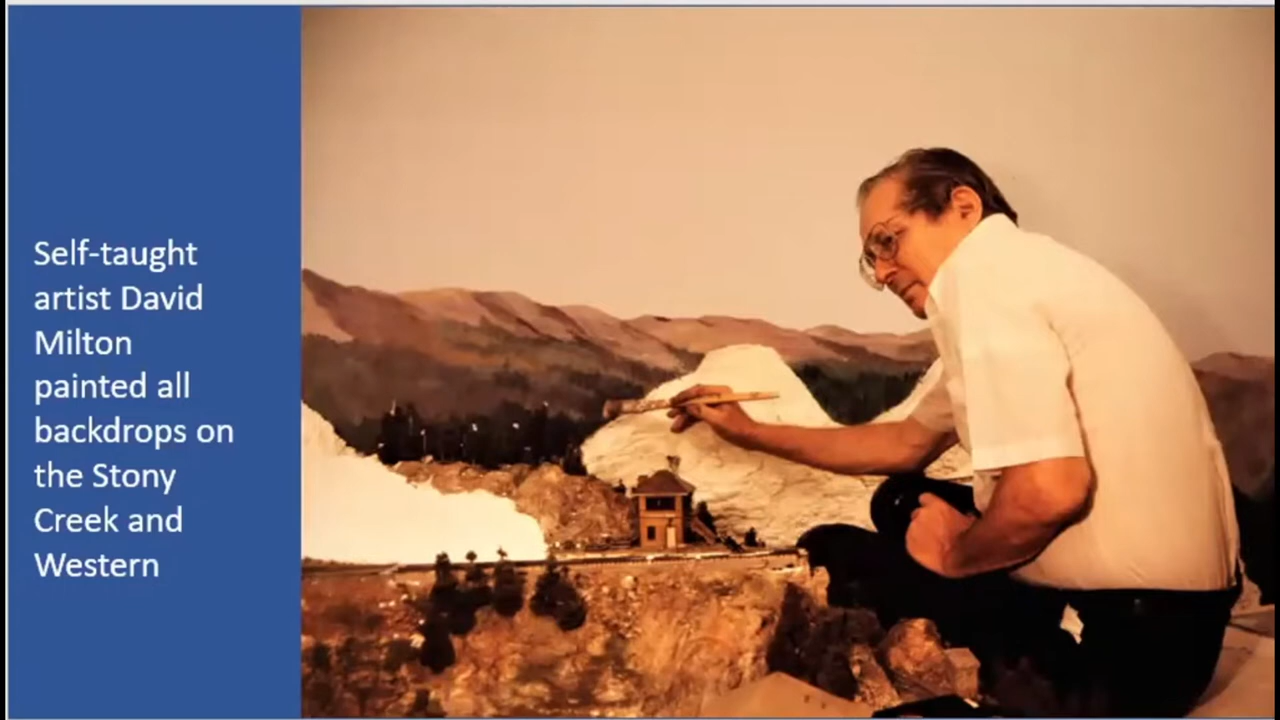 Self-taught
artist David
Milton
painted all
backdrops on
the Stony
Creek and
Western